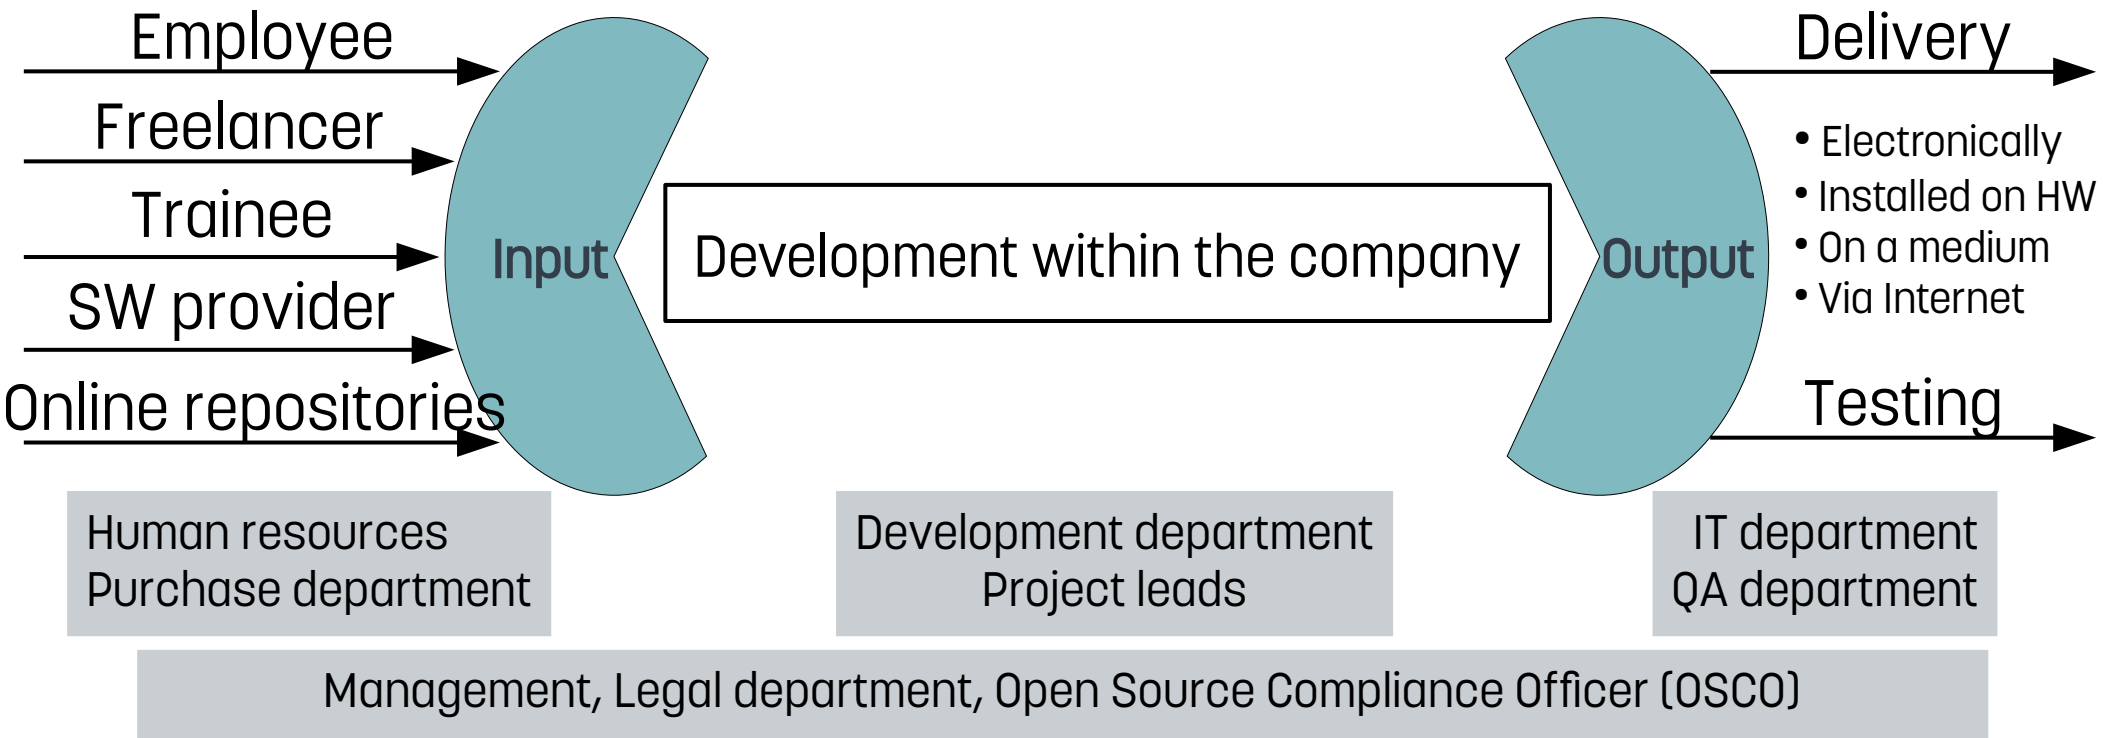 Employee
Freelancer
Trainee
SW provider
Online repositories
Input
Development within the company
Output
Delivery
• Electronically
• Installed on HW
• On a medium
• Via Internet
Testing
Human resources
Purchase department
Development department
Project leads
IT department
QA department
Management, Legal department, Open Source Compliance Officer (OSCO)